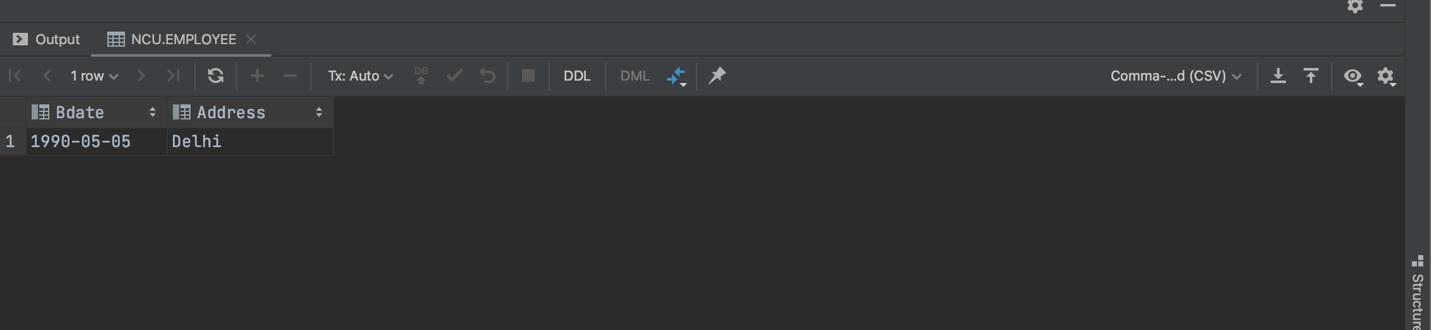 Output NCU.EMPLOYEE
1 row Tx: Auto DB DDL DML Comma-...d (CSV)
Bdate Address
1 1990-05-05 Delhi
Structure